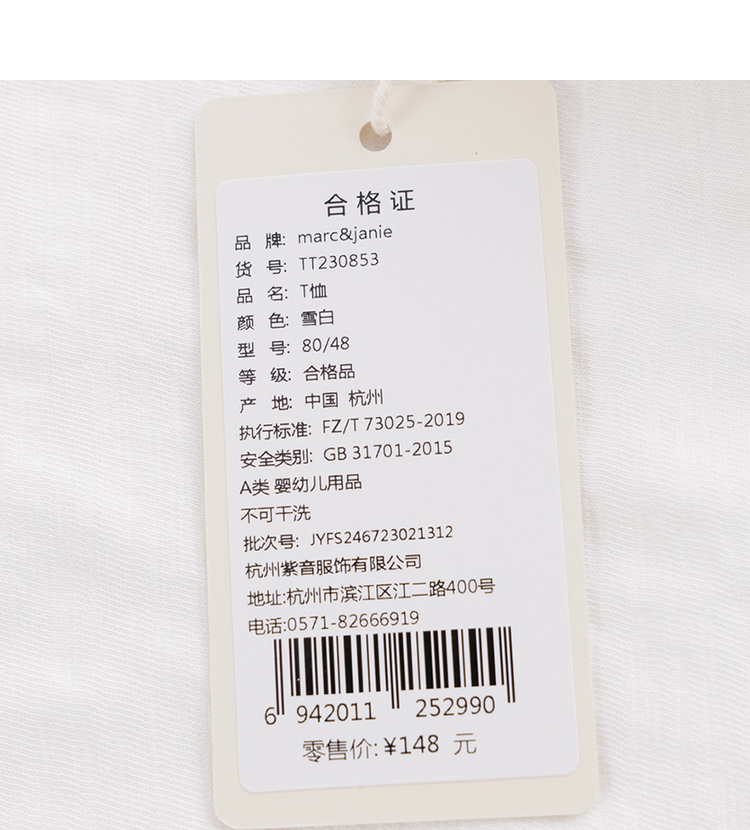 合格证
品 牌: marc&janie
货 号: TT230853
品 名: T恤
颜 色: 雪白
型 号: 80/48
等 级: 合格品
产 地: 中国 杭州
执行标准: FZ/T 73025-2019
安全类别: GB 31701-2015
A类 婴幼儿用品
不可干洗
批次号: JYFS246723021312
杭州紫音服饰有限公司
地址:杭州市滨江区江二路400号
电话:0571-82666919
6 942011 252990
零售价:¥148 元